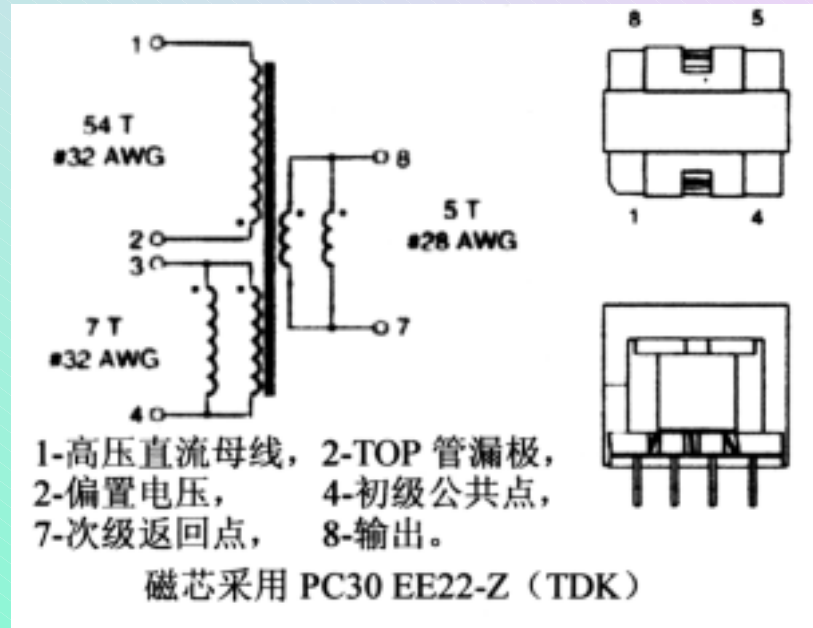 8 5
1
54 T
#32 AWG
8
5 T
#28 AWG
1 4
2
3
7 T
#32 AWG
7
4
1-高压直流母线，2-TOP 管漏极，
2-偏置电压， 4-初级公共点，
7-次级返回点， 8-输出。
磁芯采用 PC30 EE22-Z（TDK）